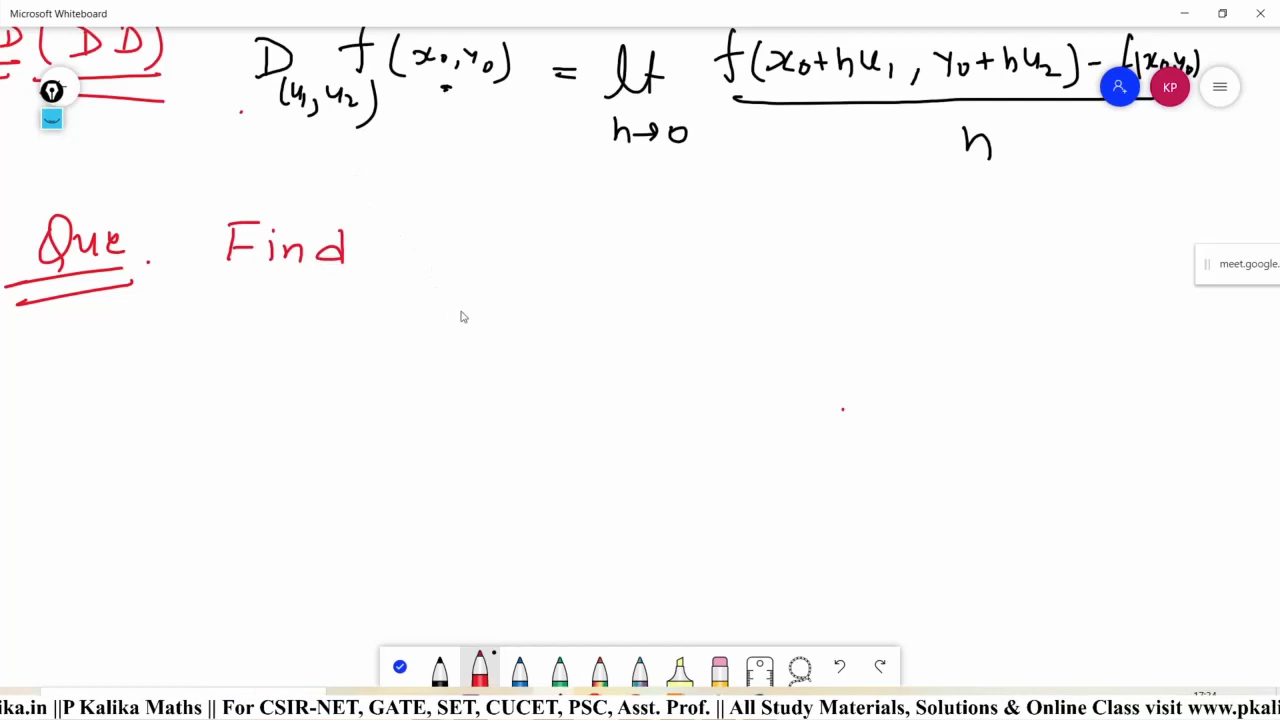 Microsoft Whiteboard
D (DD)
D f(x₀,y₀) = lt f(x₀+hu₁, y₀+hu₂) - f(x₀,y₀)
(u₁,u₂) h→0 h
KP
Que. Find
meet.google.
17:24
ika.in ||P Kalika Maths || For CSIR-NET, GATE, SET, CUCET, PSC, Asst. Prof. || All Study Materials, Solutions & Online Class visit www.pkali